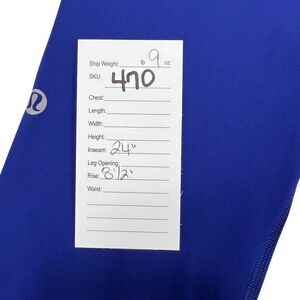 Ship Weight: lb 9 oz
SKU: 470
Chest:
Length:
Width:
Height:
Inseam: 24"
Leg Opening:
Rise: 8 1/2"
Waist: